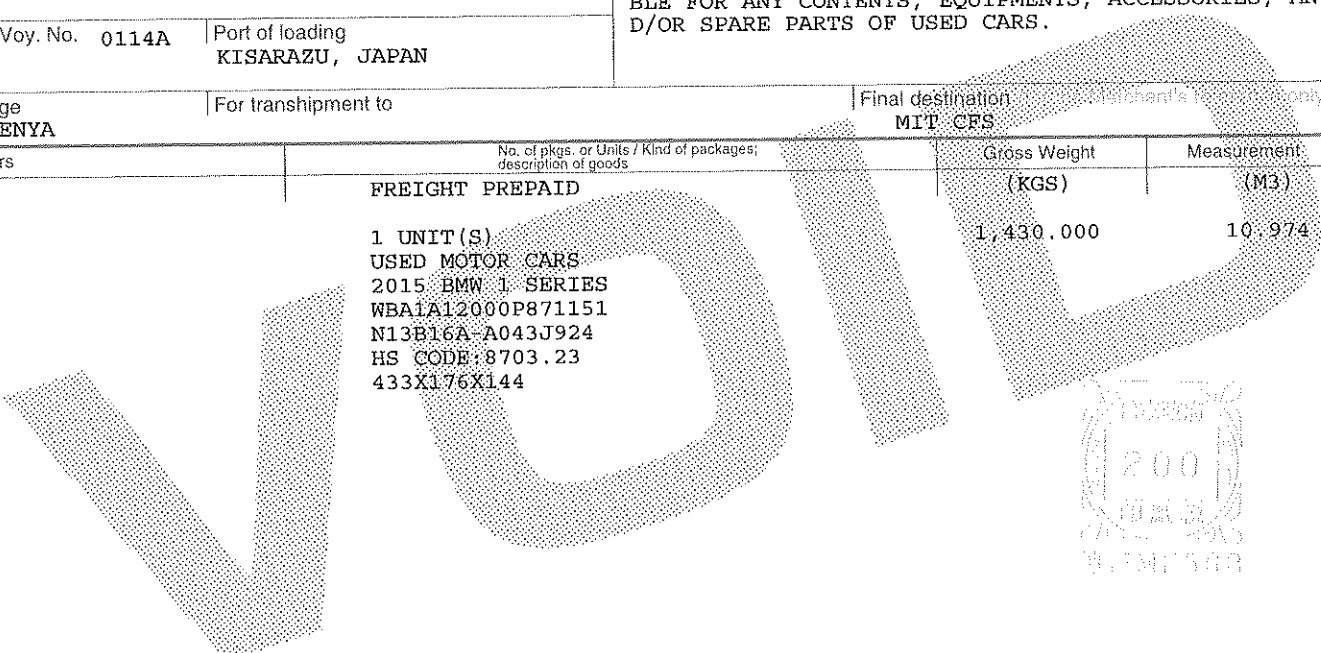 BLE FOR ANY CONTENTS, EQUIPMENTS, ACCESSORIES, AN
D/OR SPARE PARTS OF USED CARS.
Voy. No. 0114A
Port of loading
KISARAZU, JAPAN
ge
ENYA
For transhipment to
Final destination
MIT CFS
rs
No. of pkgs. or Units / Kind of packages;
description of goods
Gross Weight
Measurement
FREIGHT PREPAID
(KGS)
(M3)
1 UNIT(S)
1,430.000
10.974
USED MOTOR CARS
2015 BMW 1 SERIES
WBA1A12000P871151
N13B16A-A043J924
HS CODE:8703.23
433X176X144
VOID
200